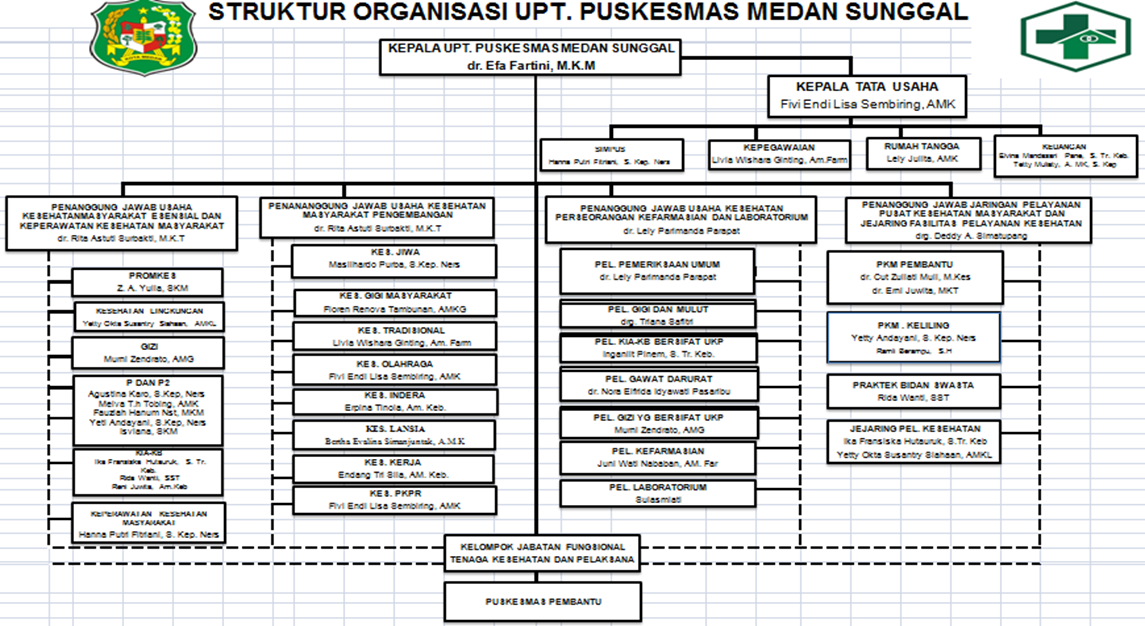 STRUKTUR ORGANISASI UPT. PUSKESMAS MEDAN SUNGGAL
KEPALA UPT. PUSKESMAS MEDAN SUNGGAL
dr. Efa Fartini, M.K.M
KEPALA TATA USAHA
Fivi Endi Lisa Sembiring, AMK
SIMPUS
Hanna Putri Fitriani, S. Kep. Ners
KEPEGAWAIAN
Livia Wishara Ginting, Am.Farm
RUMAH TANGGA
Lely Julita, AMK
KEUANGAN
Elvina Mandasari Pane, S. Tr. Keb.
Tetty Mulaty, A. MK, S. Kep
PENANGGUNG JAWAB USAHA
KESEHATANMASYARAKAT ESENSIAL DAN
KEPERAWATAN KESEHATAN MASYARAKAT
dr. Rita Astuti Surbakti, M.K.T
PENANANGGUNG JAWAB USAHA KESEHATAN
MASYARAKAT PENGEMBANGAN
dr. Rita Astuti Surbakti, M.K.T
PENANGGUNG JAWAB USAHA KESEHATAN
PERSEORANGAN KEFARMASIAN DAN LABORATORIUM
dr. Lely Parimanda Parapat
PENANGGUNG JAWAB JARINGAN PELAYANAN
PUSAT KESEHATAN MASYARAKAT DAN
JEJARING FASILITAS PELAYANAN KESEHATAN
drg. Deddy A. Simatupang
PROMKES
Z. A. Yulia, SKM
KESEHATAN LINGKUNGAN
Yetty Okta Susantry Siahaan, AMKL
GIZI
Murni Zendrato, AMG
P DAN P2
Agustina Karo, S.Kep, Ners
Melva T.h Tobing, AMK
Fauziah Hanum Nst, MKM
Yeti Andayani, S.Kep, Ners
Isviana, SKM
KIA-KB
Ika Fransiska Hutauruk, S. Tr.
Keb.
Rida Wanti, SST
Reni Juwita, Am.Keb
KEPERAWATAN KESEHATAN
MASYARAKAT
Hanna Putri Fitriani, S. Kep. Ners
KES. JIWA
Maslihardo Purba, S.Kep. Ners
KES. GIGI MASYARAKAT
Floren Renova Tambunan, AMKG
KES. TRADISIONAL
Livia Wishara Ginting, Am. Farm
KES. OLAHRAGA
Fivi Endi Lisa Sembiring, AMK
KES. INDERA
Erpina Tinola, Am. Keb.
KES. LANSIA
Bertha Evalina Simanjuntak, A.M.K
KES. KERJA
Endang Tri Sila, AM. Keb.
KES. PKPR
Fivi Endi Lisa Sembiring, AMK
PEL. PEMERIKSAAN UMUM
dr. Lely Parimanda Parapat
PEL. GIGI DAN MULUT
drg. Triana Safitri
PEL. KIA-KB BERSIFAT UKP
Inganlit Pinem, S. Tr. Keb.
PEL. GAWAT DARURAT
dr. Nora Elfrida Idyawati Pasaribu
PEL. GIZI YG BERSIFAT UKP
Murni Zendrato, AMG
PEL. KEFARMASIAN
Juni Wati Nababan, AM. Far
PEL. LABORATORIUM
Sulasmiati
PKM PEMBANTU
dr. Cut Zuliati Muli, M.Kes
dr. Erni Juwita, MKT
PKM . KELILING
Yetty Andayani, S. Kep. Ners
Ramli Berampu, S.H
PRAKTEK BIDAN SWASTA
Rida Wanti, SST
JEJARING PEL. KESEHATAN
Ika Fransiska Hutauruk, S.Tr. Keb
Yetty Okta Susantry Siahaan, AMKL
KELOMPOK JABATAN FUNGSIONAL
TENAGA KESEHATAN DAN PELAKSANA
PUSKESMAS PEMBANTU